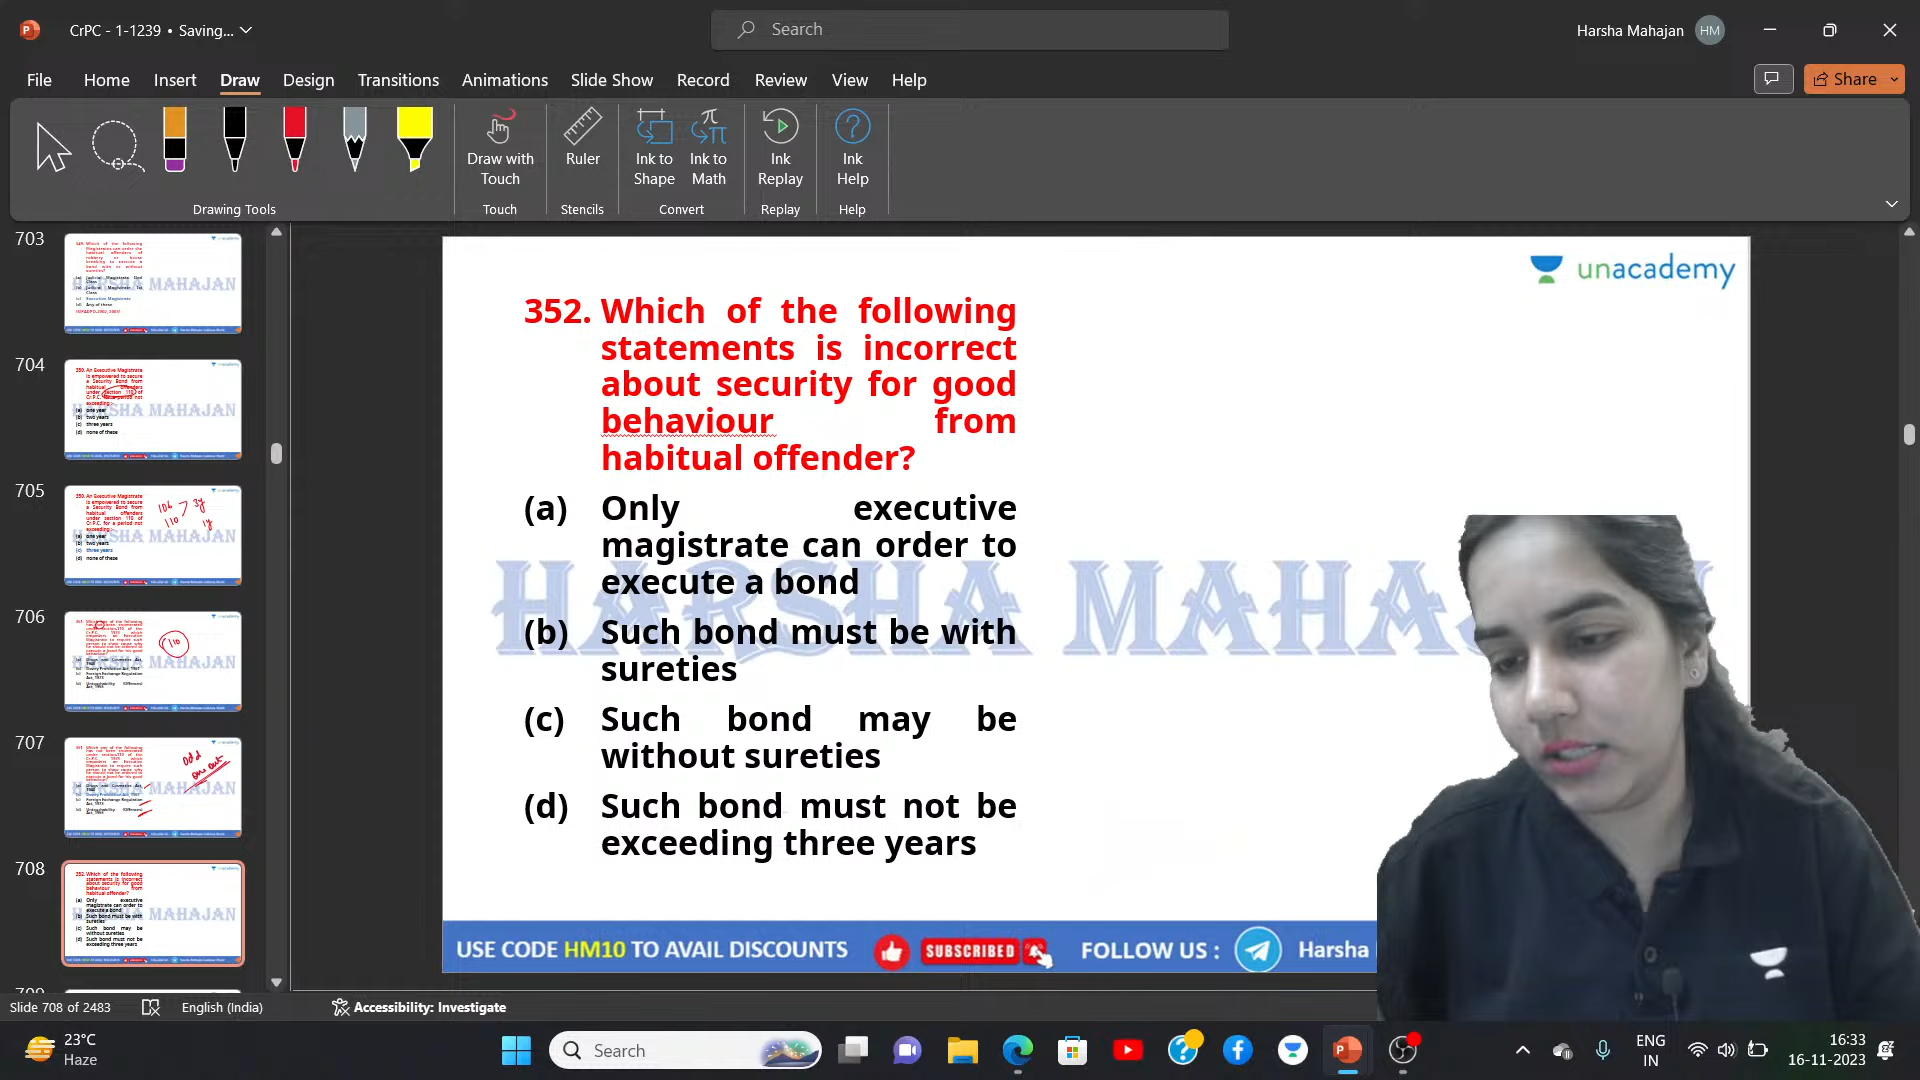 CrPC - 1-1239 • Saving...
Search
Harsha Mahajan
HM
File Home Insert Draw Design Transitions Animations Slide Show Record Review View Help
Share
Draw with Touch
Ruler
Ink to Shape
Ink to Math
Ink Replay
Ink Help
Drawing Tools
Touch
Stencils
Convert
Replay
Help
703
704
705
706
707
708
unacademy
352. Which of the following
statements is incorrect
about security for good
behaviour from
habitual offender?
(a) Only executive
magistrate can order to
execute a bond
(b) Such bond must be with
sureties
(c) Such bond may be
without sureties
(d) Such bond must not be
exceeding three years
HARSHA MAHAJ
USE CODE HM10 TO AVAIL DISCOUNTS
SUBSCRIBED
FOLLOW US :
Harsha
Slide 708 of 2483
English (India)
Accessibility: Investigate
23°C
Haze
Search
ENG
IN
16:33
16-11-2023